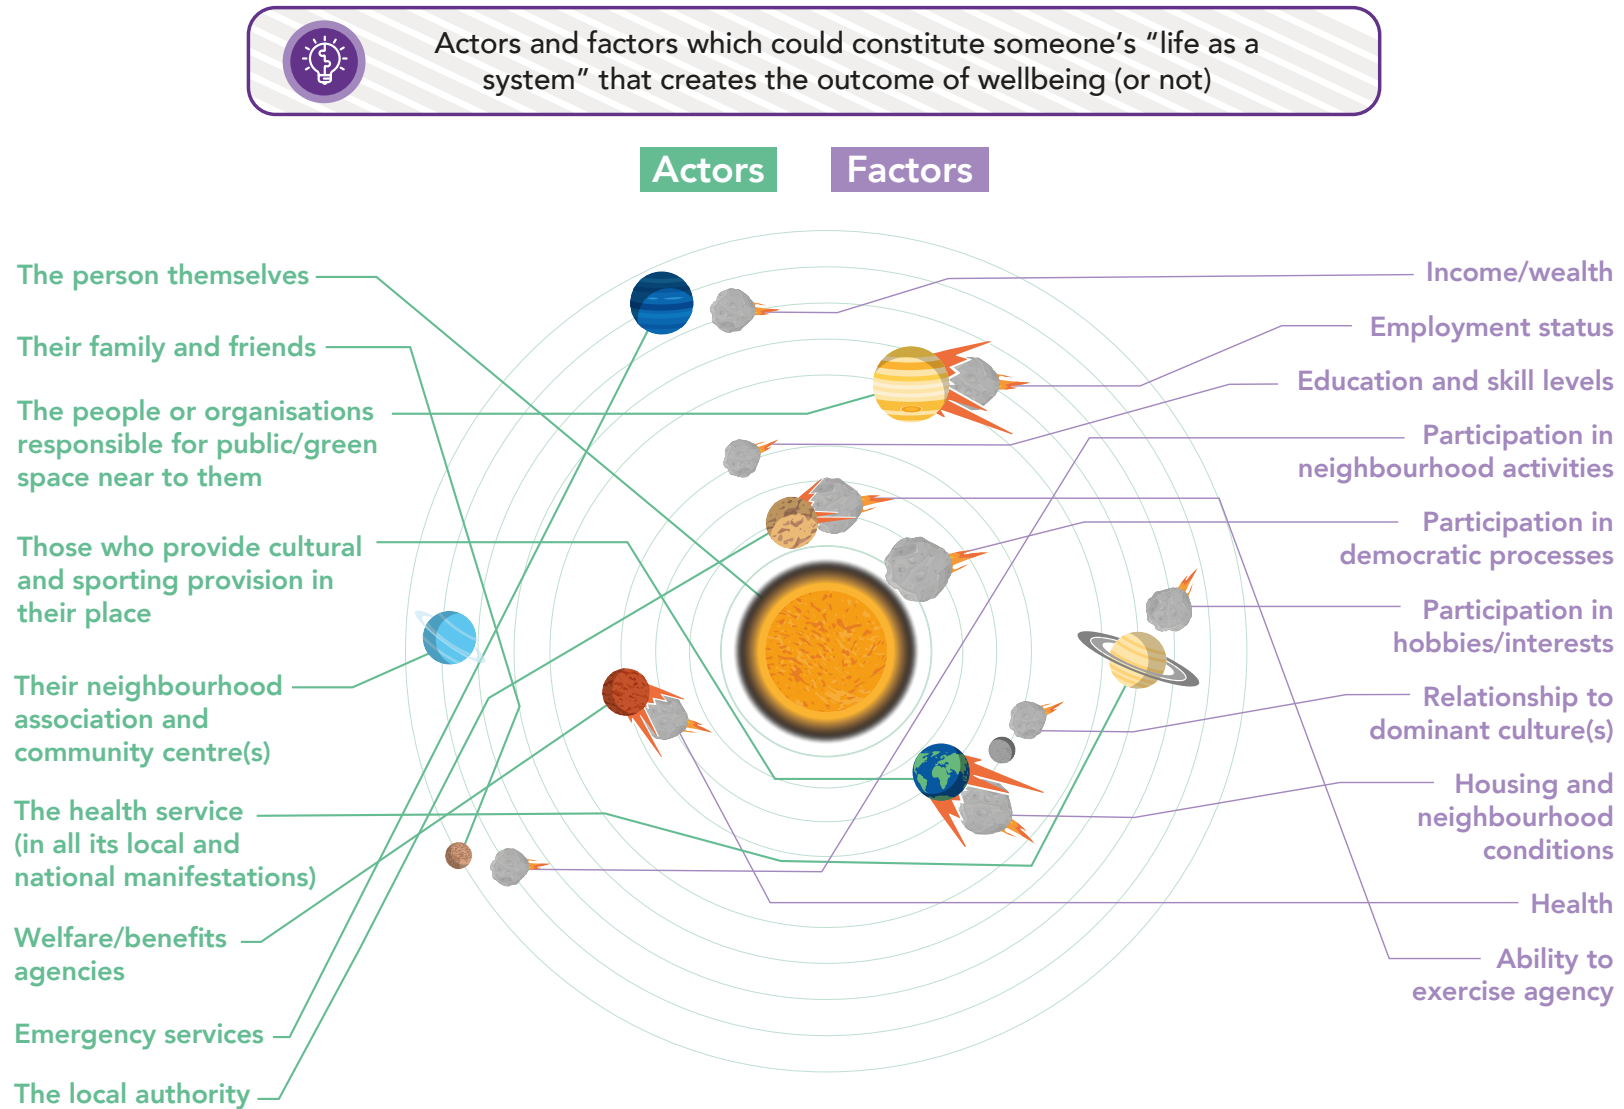 Actors and factors which could constitute someone’s “life as a
system” that creates the outcome of wellbeing (or not)
Actors
Factors
The person themselves
Their family and friends
The people or organisations
responsible for public/green
space near to them
Those who provide cultural
and sporting provision in
their place
Their neighbourhood
association and
community centre(s)
The health service
(in all its local and
national manifestations)
Welfare/benefits
agencies
Emergency services
The local authority
Income/wealth
Employment status
Education and skill levels
Participation in
neighbourhood activities
Participation in
democratic processes
Participation in
hobbies/interests
Relationship to
dominant culture(s)
Housing and
neighbourhood
conditions
Health
Ability to
exercise agency